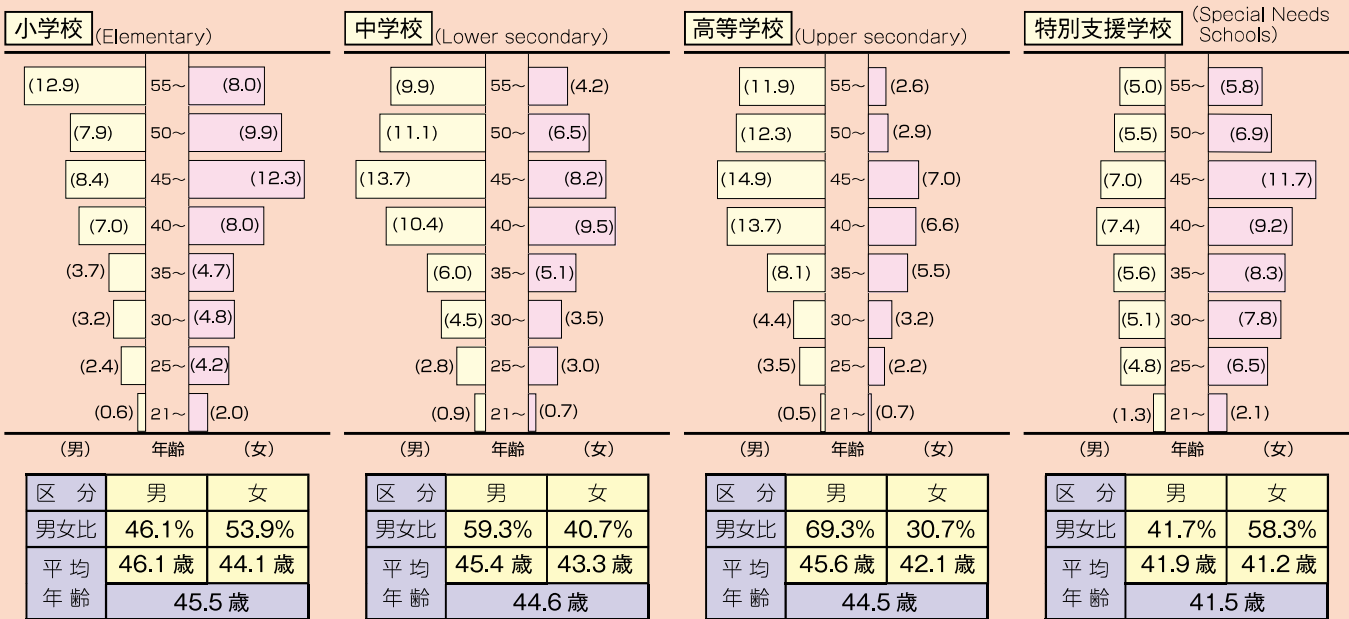 小学校 (Elementary)
(12.9) 55～ (8.0)
(7.9) 50～ (9.9)
(8.4) 45～ (12.3)
(7.0) 40～ (8.0)
(3.7) 35～ (4.7)
(3.2) 30～ (4.8)
(2.4) 25～ (4.2)
(0.6) 21～ (2.0)
(男) 年齢 (女)
区 分 男 女
男女比 46.1% 53.9%
平 均 46.1 歳 44.1 歳
年 齢 45.5 歳
中学校 (Lower secondary)
(9.9) 55～ (4.2)
(11.1) 50～ (6.5)
(13.7) 45～ (8.2)
(10.4) 40～ (9.5)
(6.0) 35～ (5.1)
(4.5) 30～ (3.5)
(2.8) 25～ (3.0)
(0.9) 21～ (0.7)
(男) 年齢 (女)
区 分 男 女
男女比 59.3% 40.7%
平 均 45.4 歳 43.3 歳
年 齢 44.6 歳
高等学校 (Upper secondary)
(11.9) 55～ (2.6)
(12.3) 50～ (2.9)
(14.9) 45～ (7.0)
(13.7) 40～ (6.6)
(8.1) 35～ (5.5)
(4.4) 30～ (3.2)
(3.5) 25～ (2.2)
(0.5) 21～ (0.7)
(男) 年齢 (女)
区 分 男 女
男女比 69.3% 30.7%
平 均 45.6 歳 42.1 歳
年 齢 44.5 歳
特別支援学校 (Special Needs
Schools)
(5.0) 55～ (5.8)
(5.5) 50～ (6.9)
(7.0) 45～ (11.7)
(7.4) 40～ (9.2)
(5.6) 35～ (8.3)
(5.1) 30～ (7.8)
(4.8) 25～ (6.5)
(1.3) 21～ (2.1)
(男) 年齢 (女)
区 分 男 女
男女比 41.7% 58.3%
平 均 41.9 歳 41.2 歳
年 齢 41.5 歳